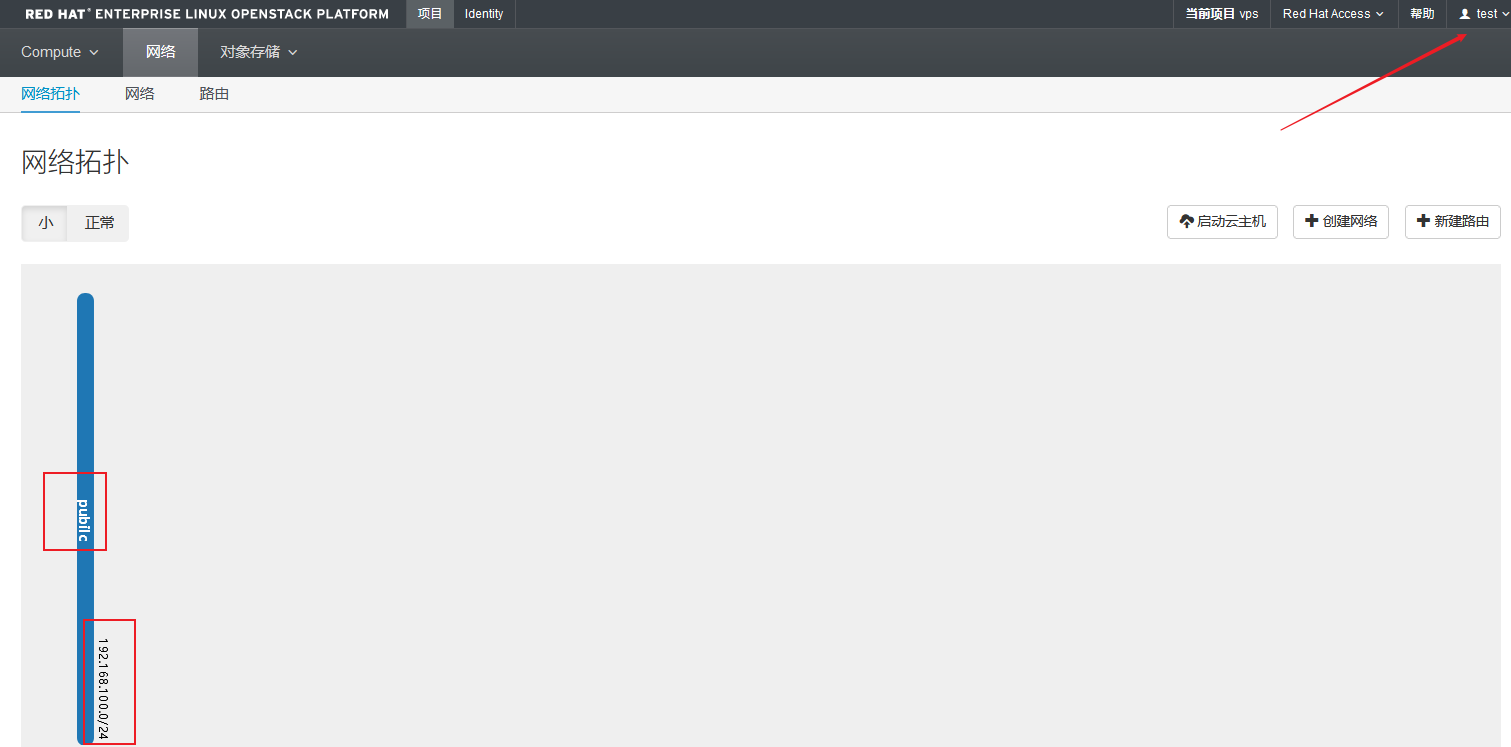 RED HAT® ENTERPRISE LINUX OPENSTACK PLATFORM 项目 Identity 当前项目 vps Red Hat Access 帮助 test
Compute 网络 对象存储
网络拓扑 网络 路由
网络拓扑
小 正常 启动云主机 创建网络 新建路由
pubilc
192.168.100.0/24